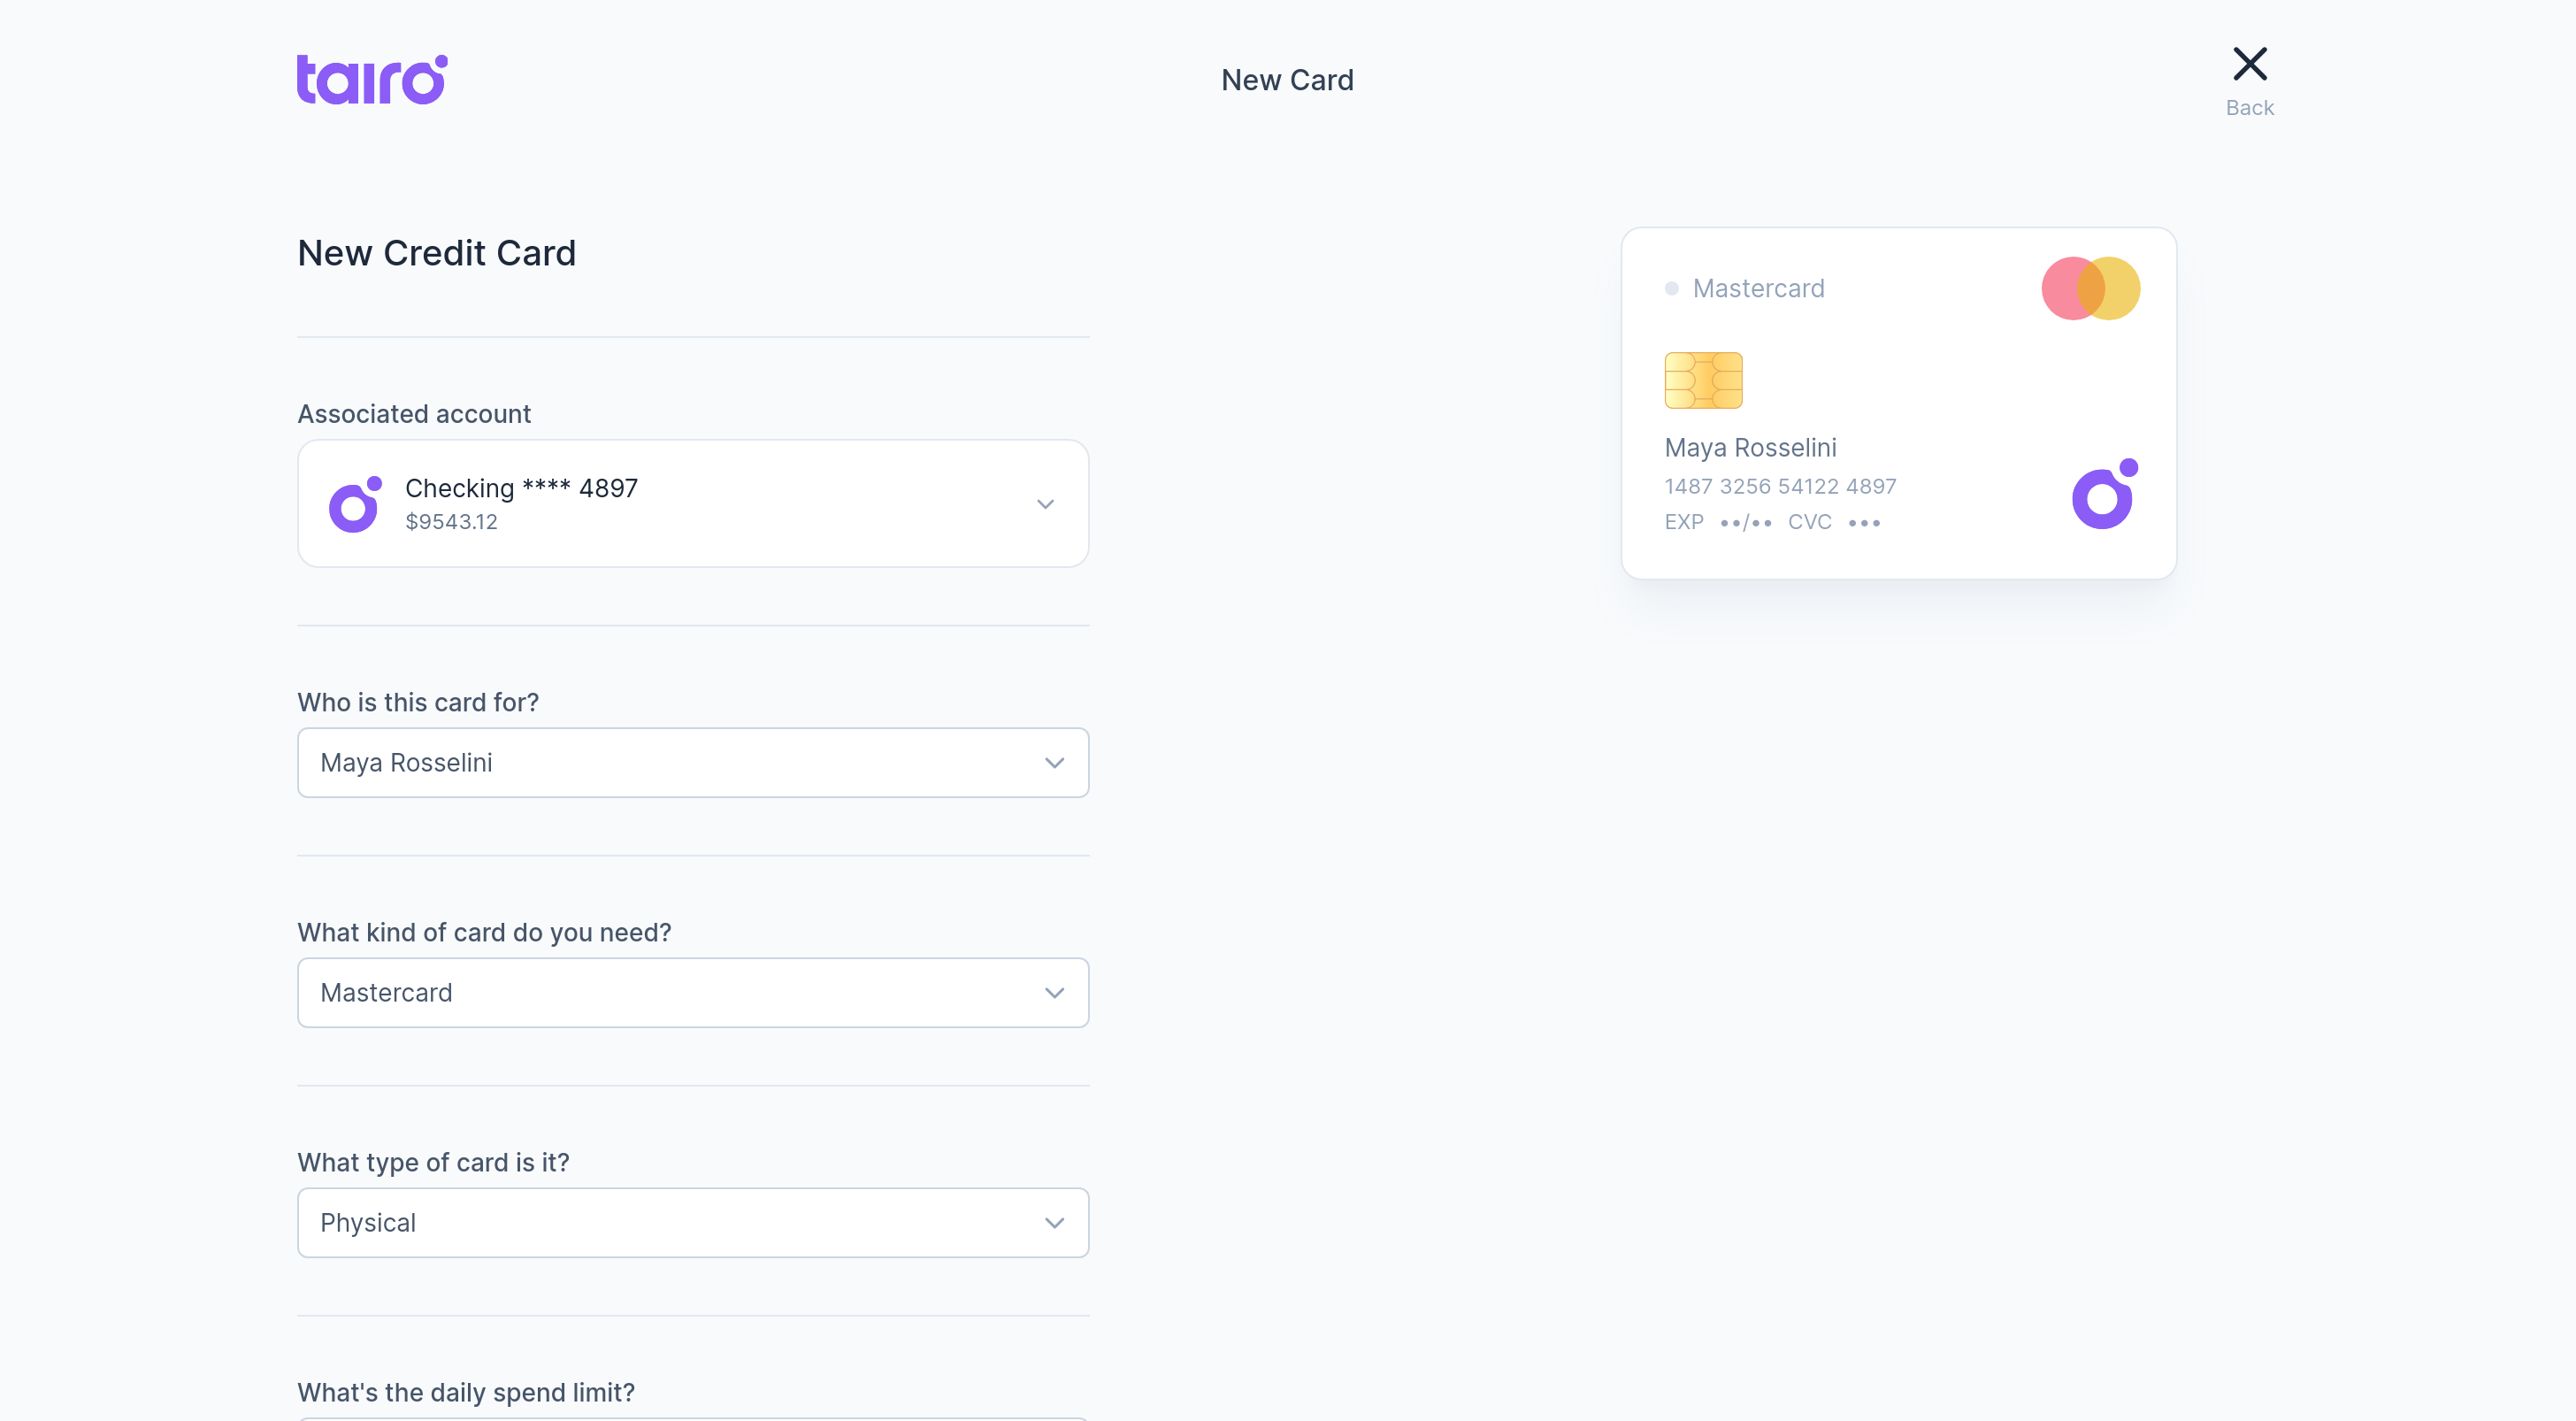 tairo
New Card
Back
New Credit Card
Associated account
Checking **** 4897
$9543.12
Who is this card for?
Maya Rosselini
What kind of card do you need?
Mastercard
What type of card is it?
Physical
What's the daily spend limit?
Mastercard
Maya Rosselini
1487 3256 54122 4897
EXP ••/•• CVC •••